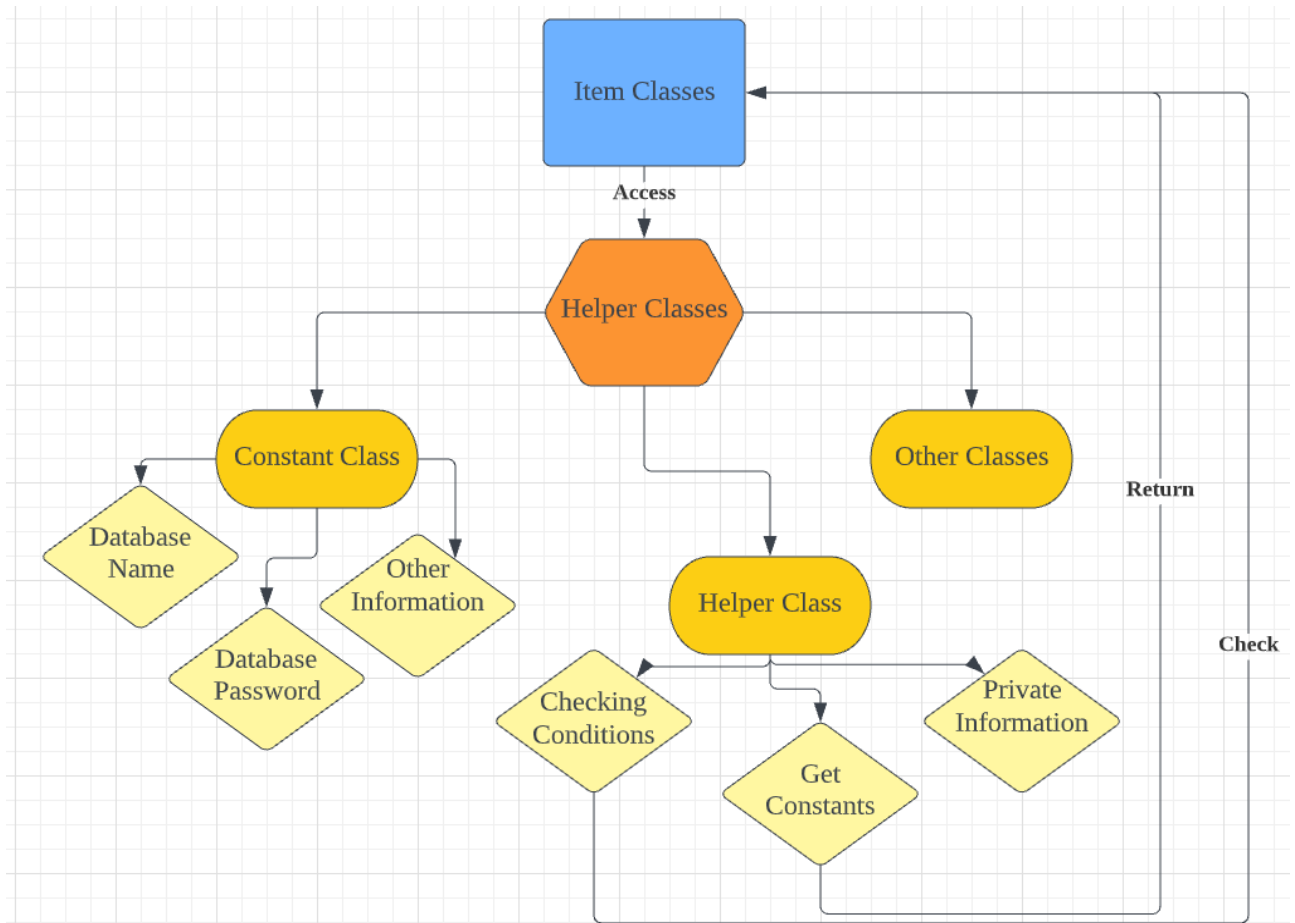 Item Classes
Access
Helper Classes
Constant Class
Other Classes
Database
Name
Other
Information
Database
Password
Return
Helper Class
Check
Checking
Conditions
Get
Constants
Private
Information